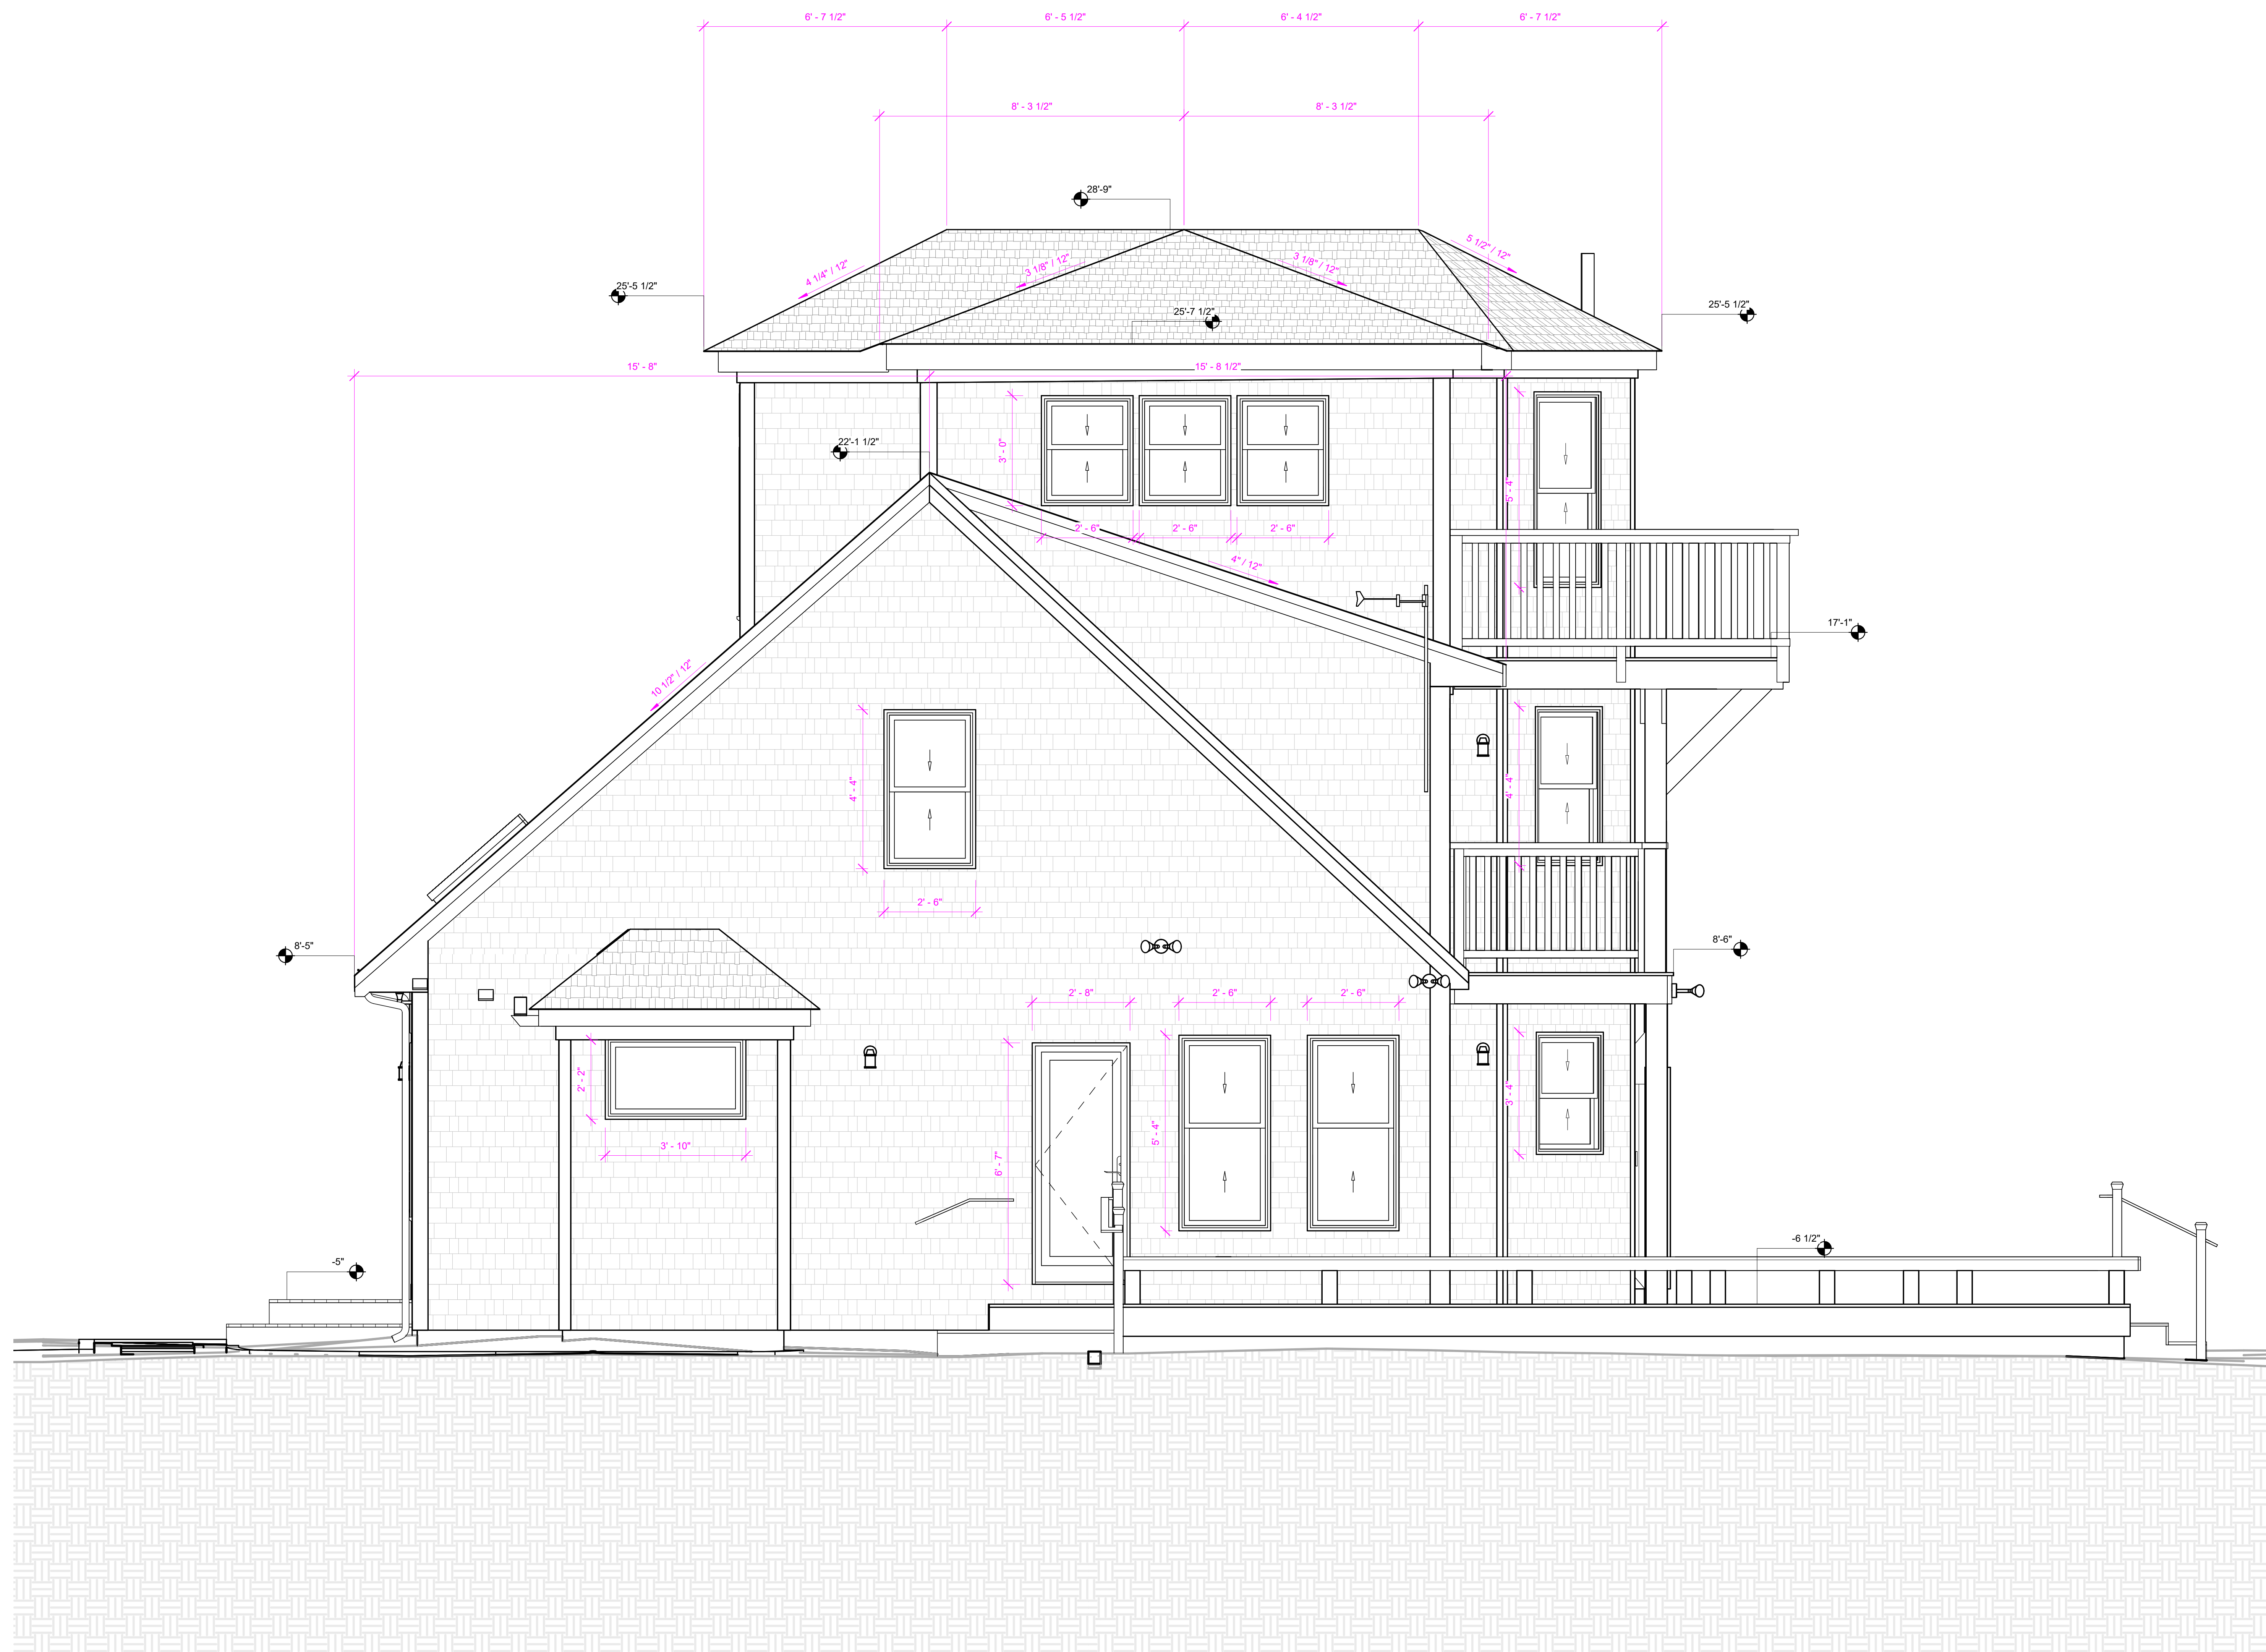 6' - 7 1/2"
6' - 5 1/2"
6' - 4 1/2"
6' - 7 1/2"
8' - 3 1/2"
8' - 3 1/2"
28'-9"
4 1/4" / 12"
3 1/8" / 12"
3 1/8" / 12"
5 1/2" / 12"
25'-5 1/2"
25'-7 1/2"
25'-5 1/2"
15' - 8"
15' - 8 1/2"
22'-1 1/2"
3' - 0"
5' - 4"
2' - 6"
2' - 6"
2' - 6"
4" / 12"
17'-1"
10 1/2" / 12"
4' - 4"
4' - 4"
2' - 6"
8'-5"
8'-6"
2' - 8"
2' - 6"
2' - 6"
2' - 2"
3' - 4"
5' - 4"
3' - 10"
6' - 7"
-6 1/2"
-5"